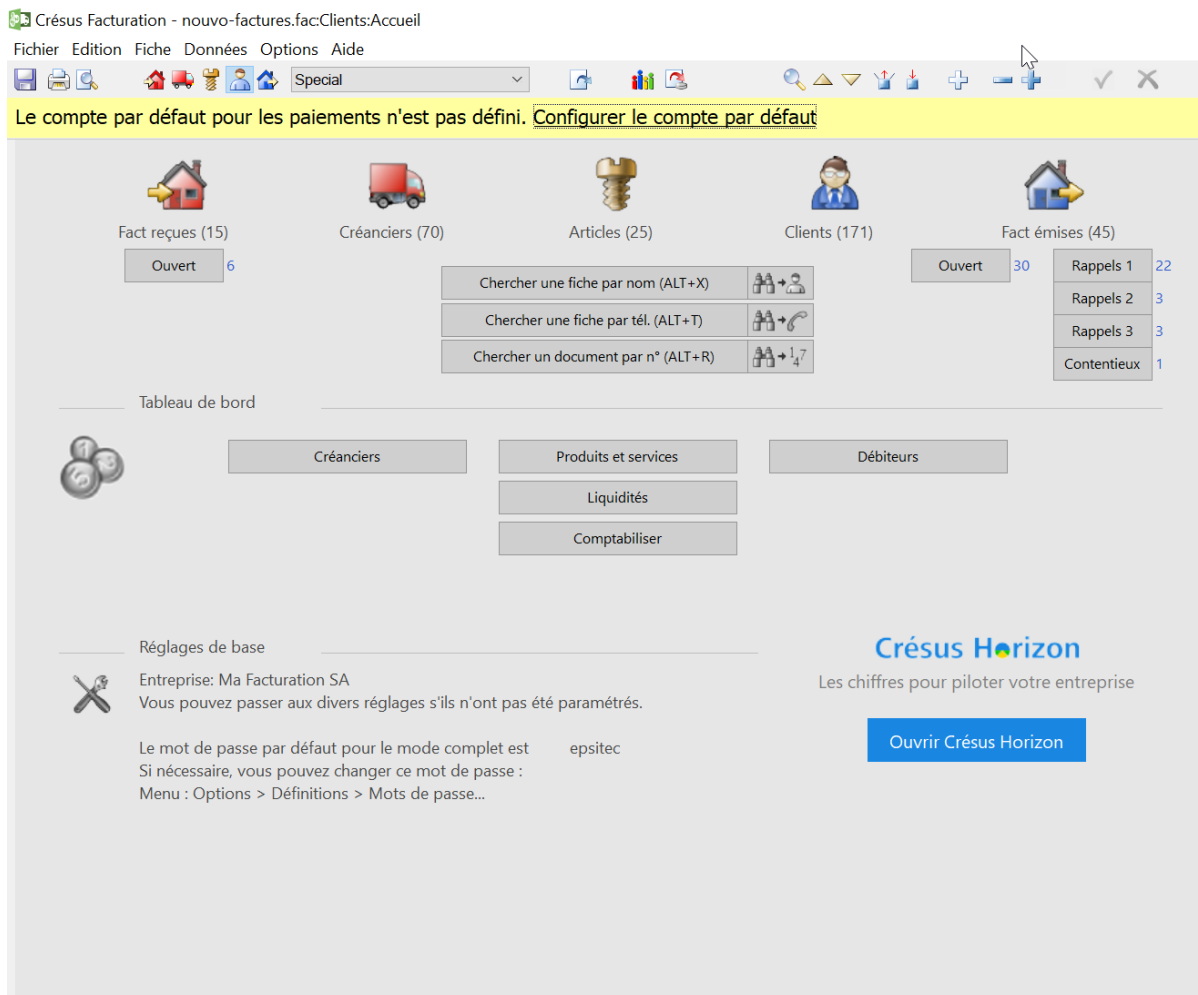 Crésus Facturation - nouvo-factures.fac:Clients:Accueil
Fichier Edition Fiche Données Options Aide
Special
Le compte par défaut pour les paiements n'est pas défini. Configurer le compte par défaut
Fact reçues (15) Créanciers (70) Articles (25) Clients (171) Fact émises (45)
Ouvert 6 Ouvert 30 Rappels 1 22
Chercher une fiche par nom (ALT+X)
Rappels 2 3
Chercher une fiche par tél. (ALT+T)
Rappels 3 3
Chercher un document par n° (ALT+R)
Contentieux 1
Tableau de bord
Créanciers Produits et services Débiteurs
Liquidités
Comptabiliser
Réglages de base
Entreprise: Ma Facturation SA
Vous pouvez passer aux divers réglages s'ils n'ont pas été paramétrés.
Le mot de passe par défaut pour le mode complet est epsitec
Si nécessaire, vous pouvez changer ce mot de passe :
Menu : Options > Définitions > Mots de passe...
Crésus Horizon
Les chiffres pour piloter votre entreprise
Ouvrir Crésus Horizon